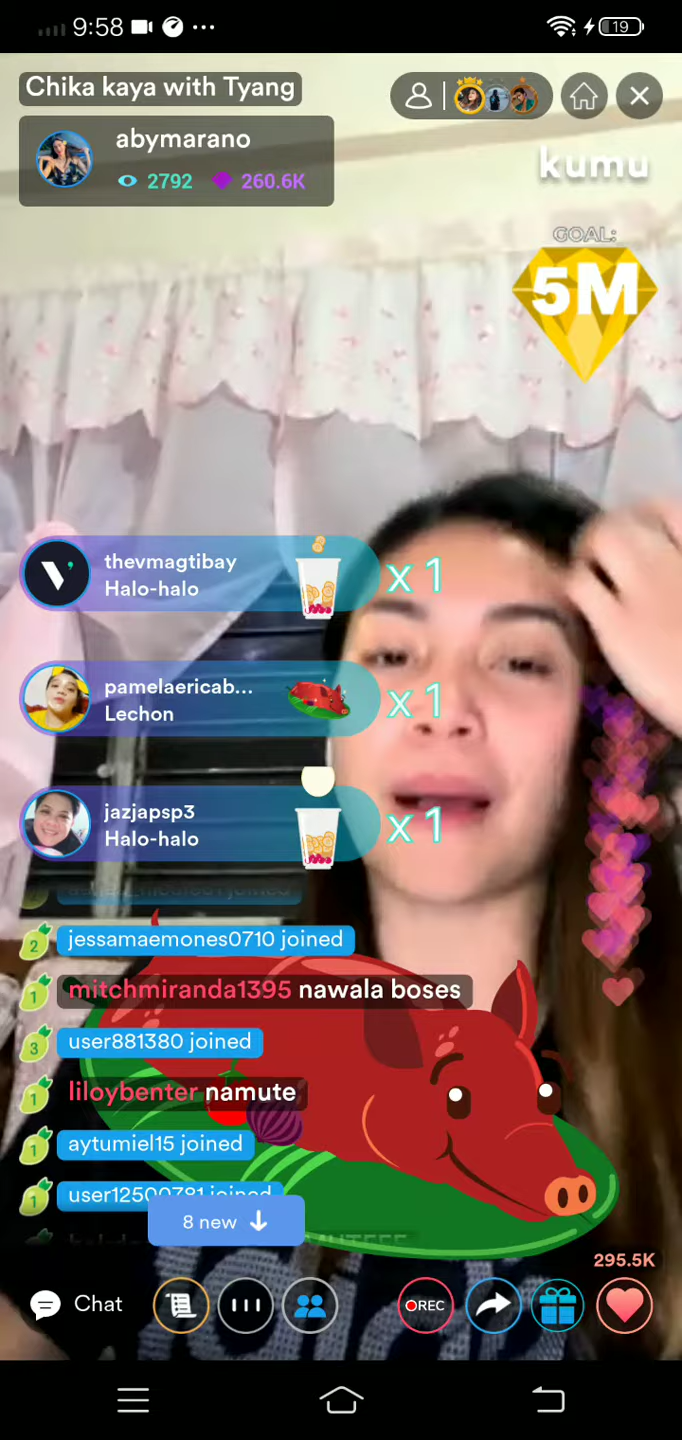 9:58
19
Chika kaya with Tyang
abymarano
2792 260.6K
kumu
GOAL:
5M
thevmagtibay
Halo-halo
x 1
pamelaericab...
Lechon
x 1
jazjapsp3
Halo-halo
x 1
2 jessamaemones0710 joined
1 mitchmiranda1395 nawala boses
3 user881380 joined
1 liloybenter namute
1 aytumiel15 joined
1 user12500781 joined
8 new
295.5K
Chat
REC